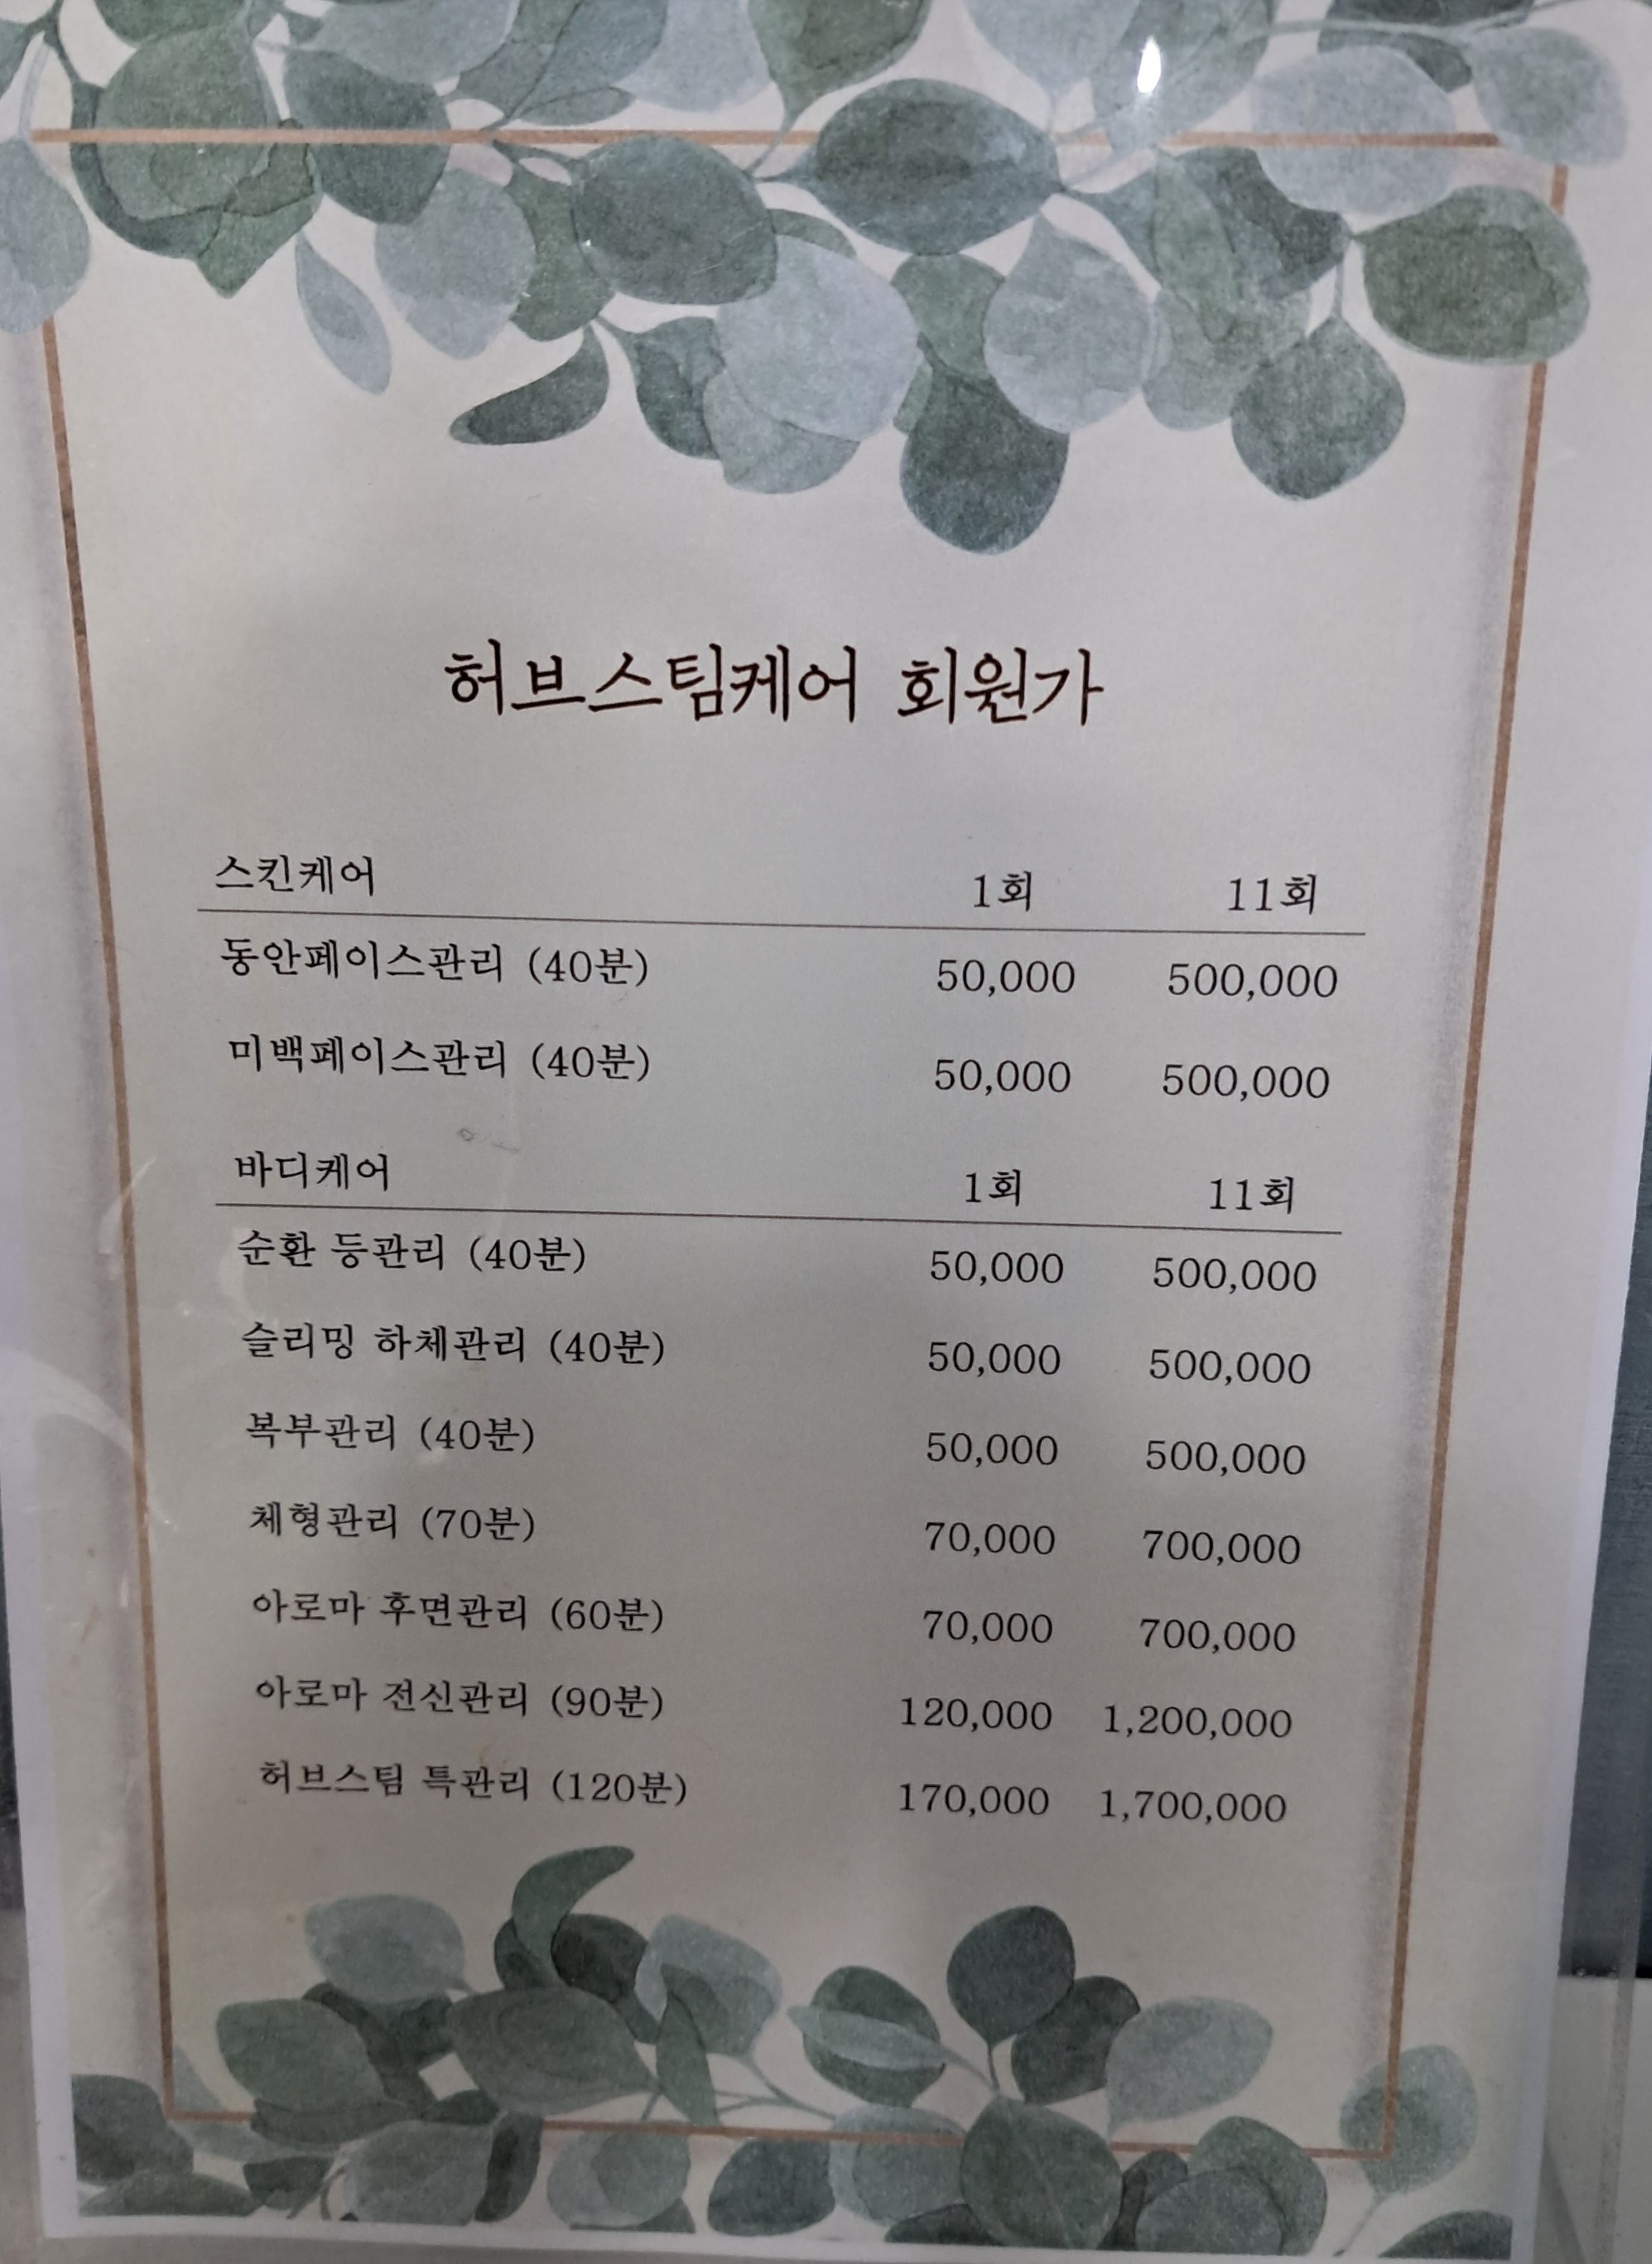 허브스팀케어 회원가
스킨케어 1회 11회
동안페이스관리 (40분) 50,000 500,000
미백페이스관리 (40분) 50,000 500,000
바디케어 1회 11회
순환 등관리 (40분) 50,000 500,000
슬리밍 하체관리 (40분) 50,000 500,000
복부관리 (40분) 50,000 500,000
체형관리 (70분) 70,000 700,000
아로마 후면관리 (60분) 70,000 700,000
아로마 전신관리 (90분) 120,000 1,200,000
허브스팀 특관리 (120분) 170,000 1,700,000